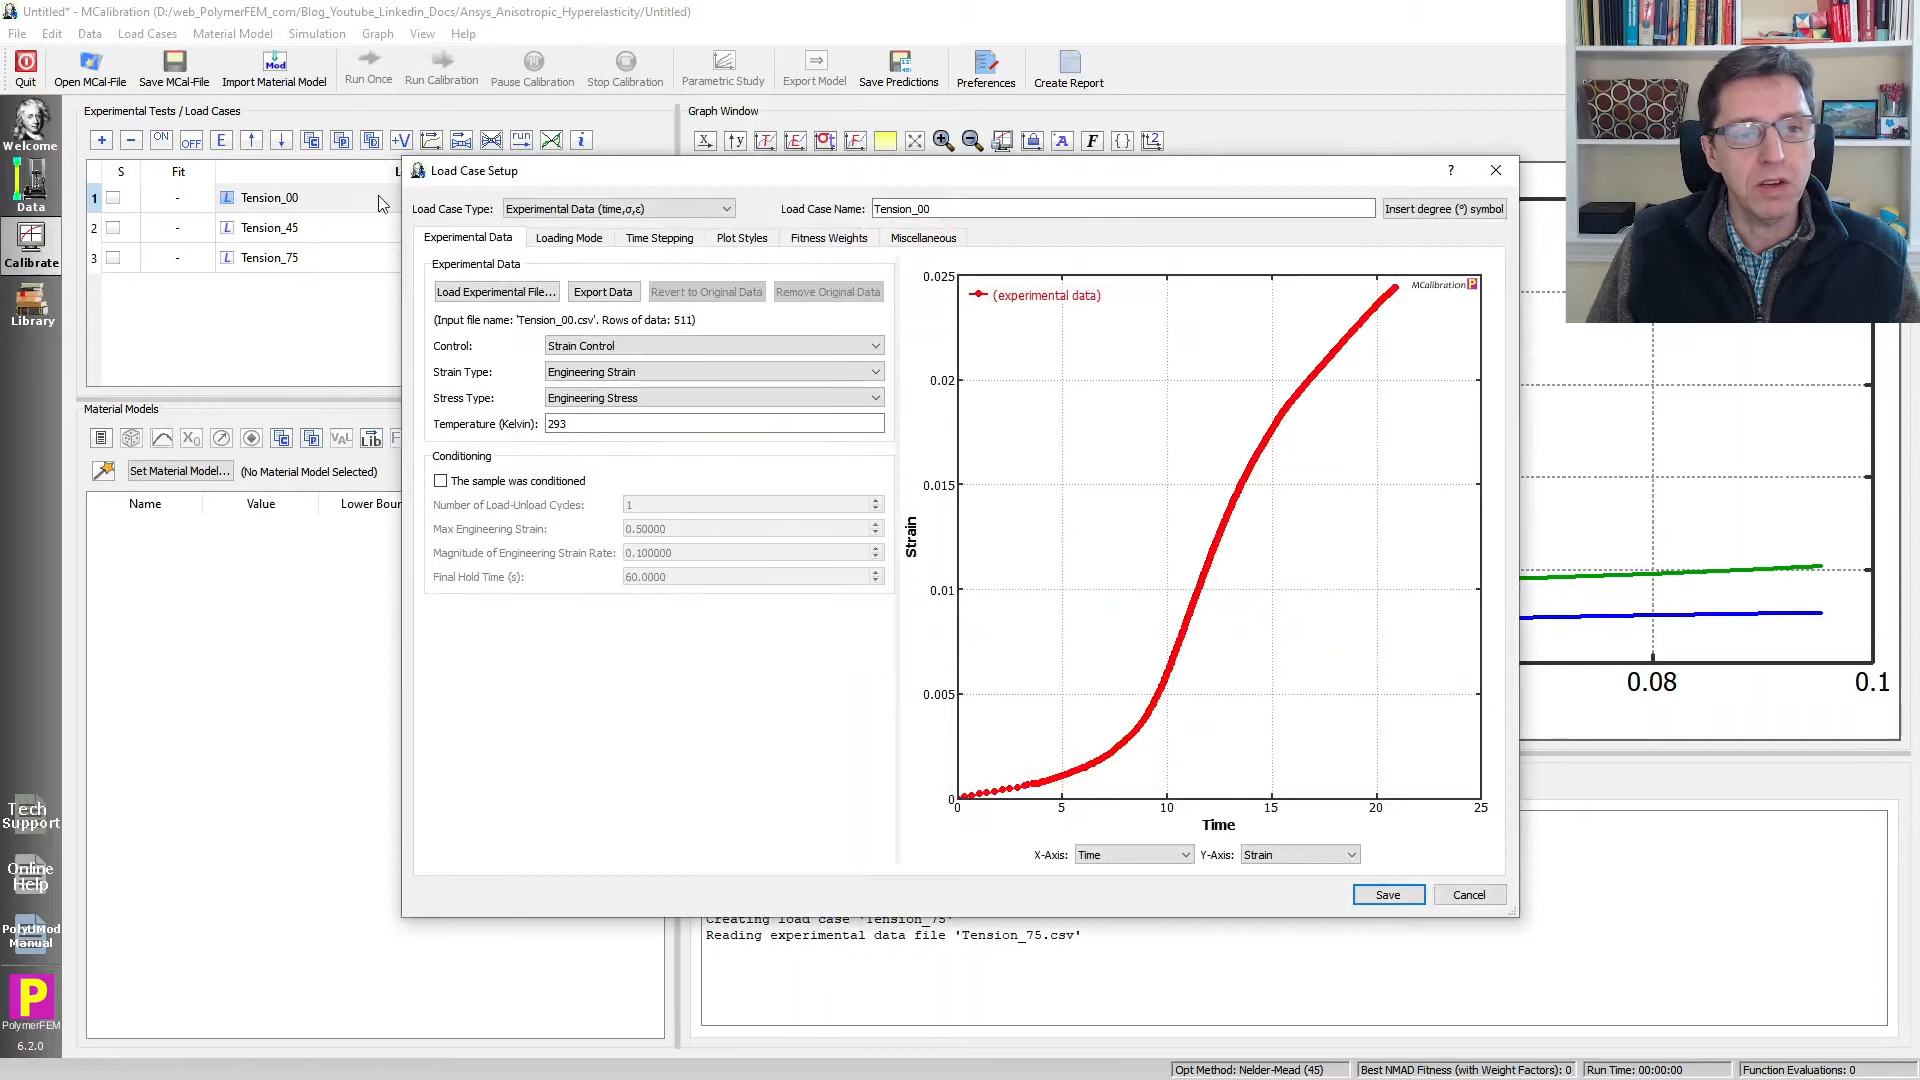 Untitled* - MCalibration (D:/web_PolymerFEM_com/Blog_Youtube_Linkedin_Docs/Ansys_Anisotropic_Hyperelasticity/Untitled)
File Edit Data Load Cases Material Model Simulation Graph View Help
Quit Open MCal-File Save MCal-File Import Material Model Run Once Run Calibration Pause Calibration Stop Calibration Parametric Study Export Model Save Predictions Preferences Create Report
Welcome
Data
Calibrate
Library
Tech Support
Online Help
PolyUMod Manual
PolymerFEM
6.2.0
Experimental Tests / Load Cases
+ - ON OFF E +V run i
S Fit L
1 - L Tension_00
2 - L Tension_45
3 - L Tension_75
Material Models
X0 VAL Lib F
Set Material Model... (No Material Model Selected)
Name Value Lower Boun
Graph Window
Load Case Setup ?
Load Case Type: Experimental Data (time,σ,ε) Load Case Name: Tension_00 Insert degree (°) symbol
Experimental Data Loading Mode Time Stepping Plot Styles Fitness Weights Miscellaneous
Experimental Data
Load Experimental File... Export Data Revert to Original Data Remove Original Data
(Input file name: 'Tension_00.csv'. Rows of data: 511)
Control: Strain Control
Strain Type: Engineering Strain
Stress Type: Engineering Stress
Temperature (Kelvin): 293
Conditioning
The sample was conditioned
Number of Load-Unload Cycles: 1
Max Engineering Strain: 0.50000
Magnitude of Engineering Strain Rate: 0.100000
Final Hold Time (s): 60.0000
(experimental data) MCalibration P
0.025
0.02
0.015
0.01
0.005
0
Strain
0 5 10 15 20 25
Time
X-Axis: Time Y-Axis: Strain
Save Cancel
0.08 0.1
Creating load case 'Tension_75'
Reading experimental data file 'Tension_75.csv'
Opt Method: Nelder-Mead (45) Best NMAD Fitness (with Weight Factors): 0 Run Time: 00:00:00 Function Evaluations: 0